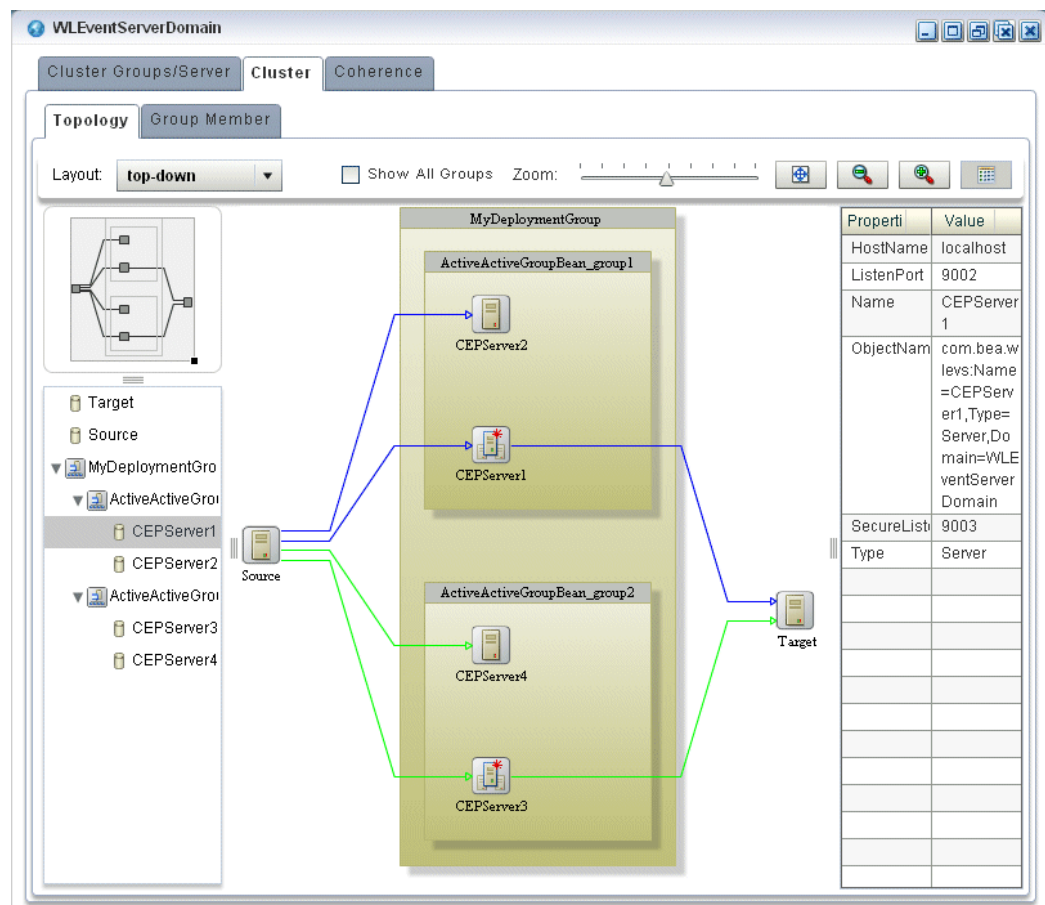 WLEventServerDomain
Cluster Groups/Server
Cluster
Coherence
Topology
Group Member
Layout:
top-down
Show All Groups
Zoom:
Target
Source
MyDeploymentGro
ActiveActiveGro
CEPServer1
CEPServer2
ActiveActiveGro
CEPServer3
CEPServer4
Source
MyDeploymentGroup
ActiveActiveGroupBean_group1
CEPServer2
CEPServer1
ActiveActiveGroupBean_group2
CEPServer4
CEPServer3
Target
Properti
Value
HostName
localhost
ListenPort
9002
Name
CEPServer
1
ObjectNam
com.bea.w
levs:Name
=CEPServ
er1,Type=
Server,Do
main=WLE
ventServer
Domain
SecureListe
9003
Type
Server